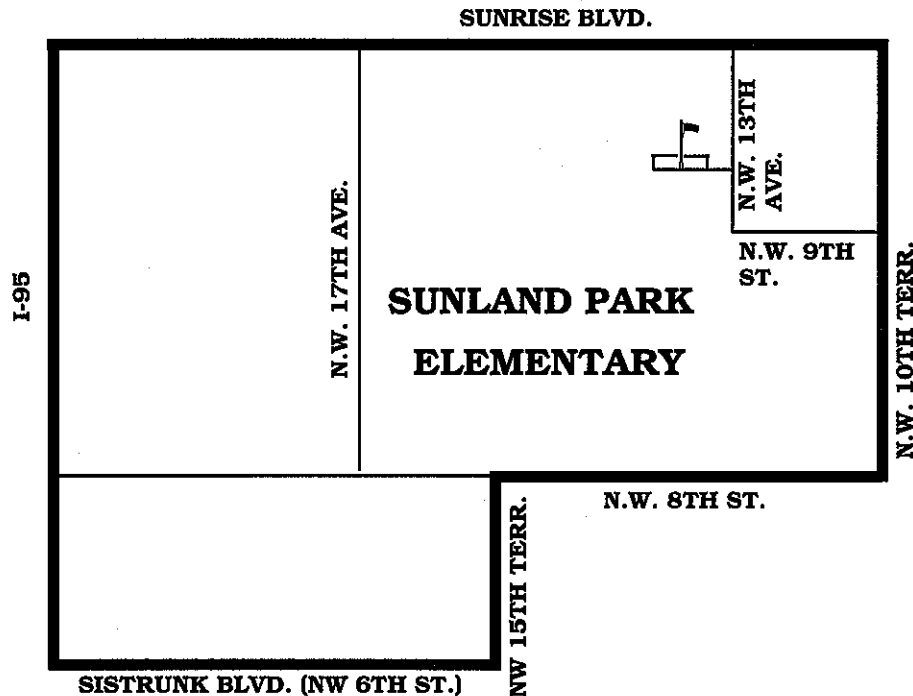 SUNRISE BLVD.
N.W. 13TH
AVE.
N.W. 17TH AVE.
N.W. 9TH
ST.
I-95
SUNLAND PARK
ELEMENTARY
N.W. 10TH TERR.
N.W. 8TH ST.
NW 15TH TERR.
SISTRUNK BLVD. (NW 6TH ST.)